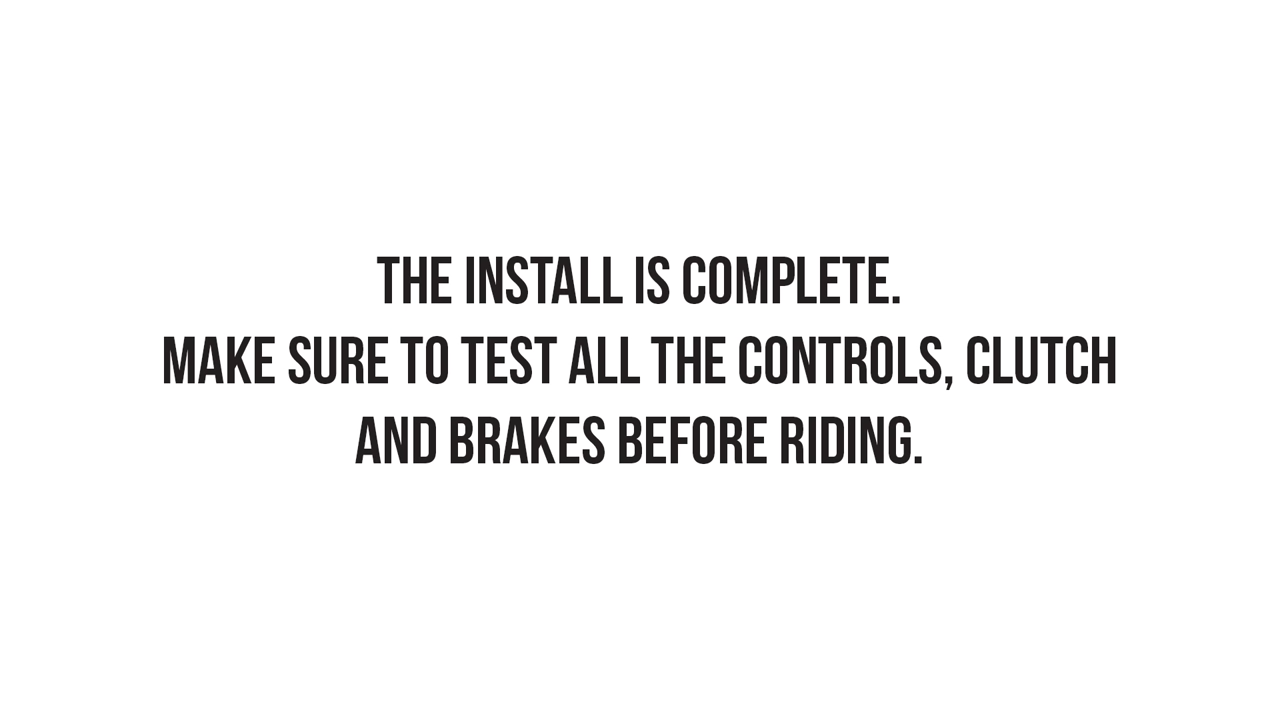 THE INSTALL IS COMPLETE.
MAKE SURE TO TEST ALL THE CONTROLS, CLUTCH
AND BRAKES BEFORE RIDING.